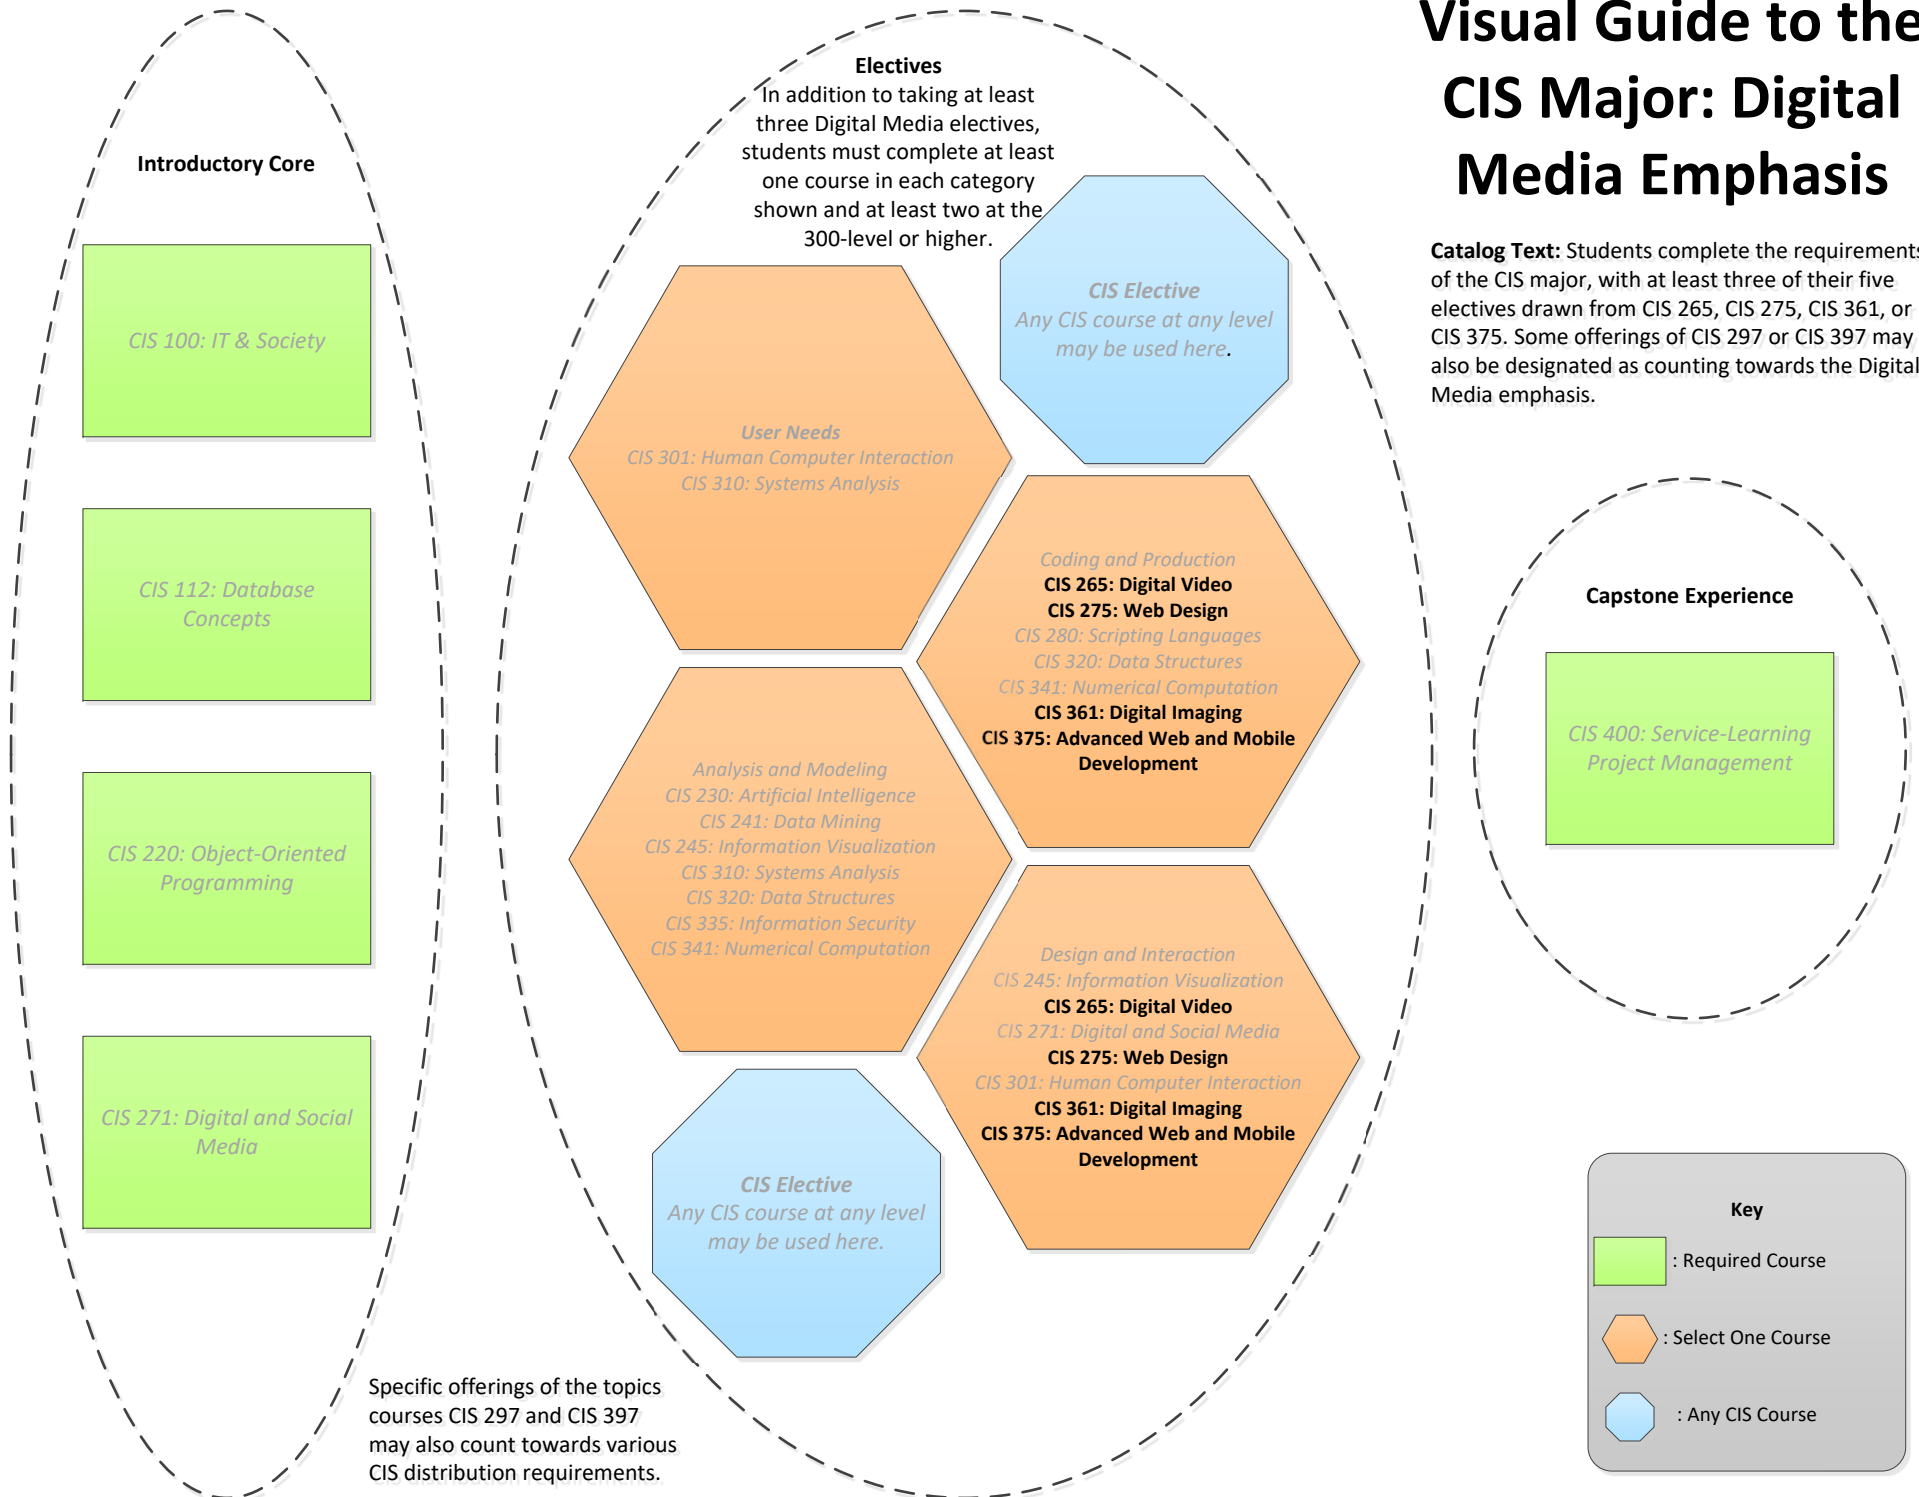 Visual Guide to the
CIS Major: Digital
Media Emphasis
Catalog Text: Students complete the requirements
of the CIS major, with at least three of their five
electives drawn from CIS 265, CIS 275, CIS 361, or
CIS 375. Some offerings of CIS 297 or CIS 397 may
also be designated as counting towards the Digital
Media emphasis.
Introductory Core
CIS 100: IT & Society
CIS 112: Database
Concepts
CIS 220: Object-Oriented
Programming
CIS 271: Digital and Social
Media
Electives
In addition to taking at least
three Digital Media electives,
students must complete at least
one course in each category
shown and at least two at the
300-level or higher.
CIS Elective
Any CIS course at any level
may be used here.
User Needs
CIS 301: Human Computer Interaction
CIS 310: Systems Analysis
Coding and Production
CIS 265: Digital Video
CIS 275: Web Design
CIS 280: Scripting Languages
CIS 320: Data Structures
CIS 341: Numerical Computation
CIS 361: Digital Imaging
CIS 375: Advanced Web and Mobile
Development
Analysis and Modeling
CIS 230: Artificial Intelligence
CIS 241: Data Mining
CIS 245: Information Visualization
CIS 310: Systems Analysis
CIS 320: Data Structures
CIS 335: Information Security
CIS 341: Numerical Computation
Design and Interaction
CIS 245: Information Visualization
CIS 265: Digital Video
CIS 271: Digital and Social Media
CIS 275: Web Design
CIS 301: Human Computer Interaction
CIS 361: Digital Imaging
CIS 375: Advanced Web and Mobile
Development
CIS Elective
Any CIS course at any level
may be used here.
Specific offerings of the topics
courses CIS 297 and CIS 397
may also count towards various
CIS distribution requirements.
Capstone Experience
CIS 400: Service-Learning
Project Management
Key
: Required Course
: Select One Course
: Any CIS Course